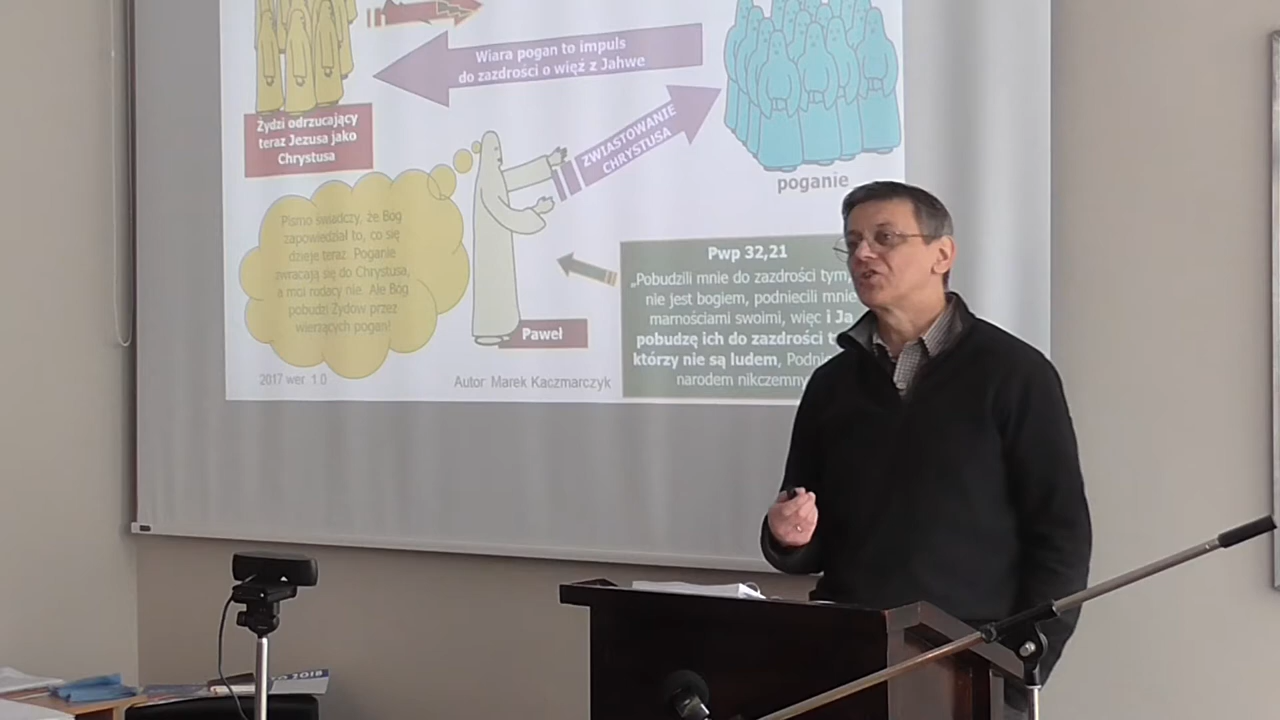 Wiara pogan to impuls
do zazdrości o więź z Jahwe
Żydzi odrzucający
teraz Jezusa jako
Chrystusa
ZWIASTOWANIE
CHRYSTUSA
poganie
Pismo świadczy, że Bóg
zapowiedział to, co się
dzieje teraz. Poganie
zwracają się do Chrystusa,
a moi rodacy nie. Ale Bóg
pobudzi Żydów przez
wierzących pogan!
Paweł
Pwp 32,21
„Pobudzili mnie do zazdrości tym,
nie jest bogiem, podniecili mnie
marnościami swoimi, więc i Ja
pobudzę ich do zazdrości
którzy nie są ludem,
narodem nikczemny
2017 wer. 1.0
Autor: Marek Kaczmarczyk
2018